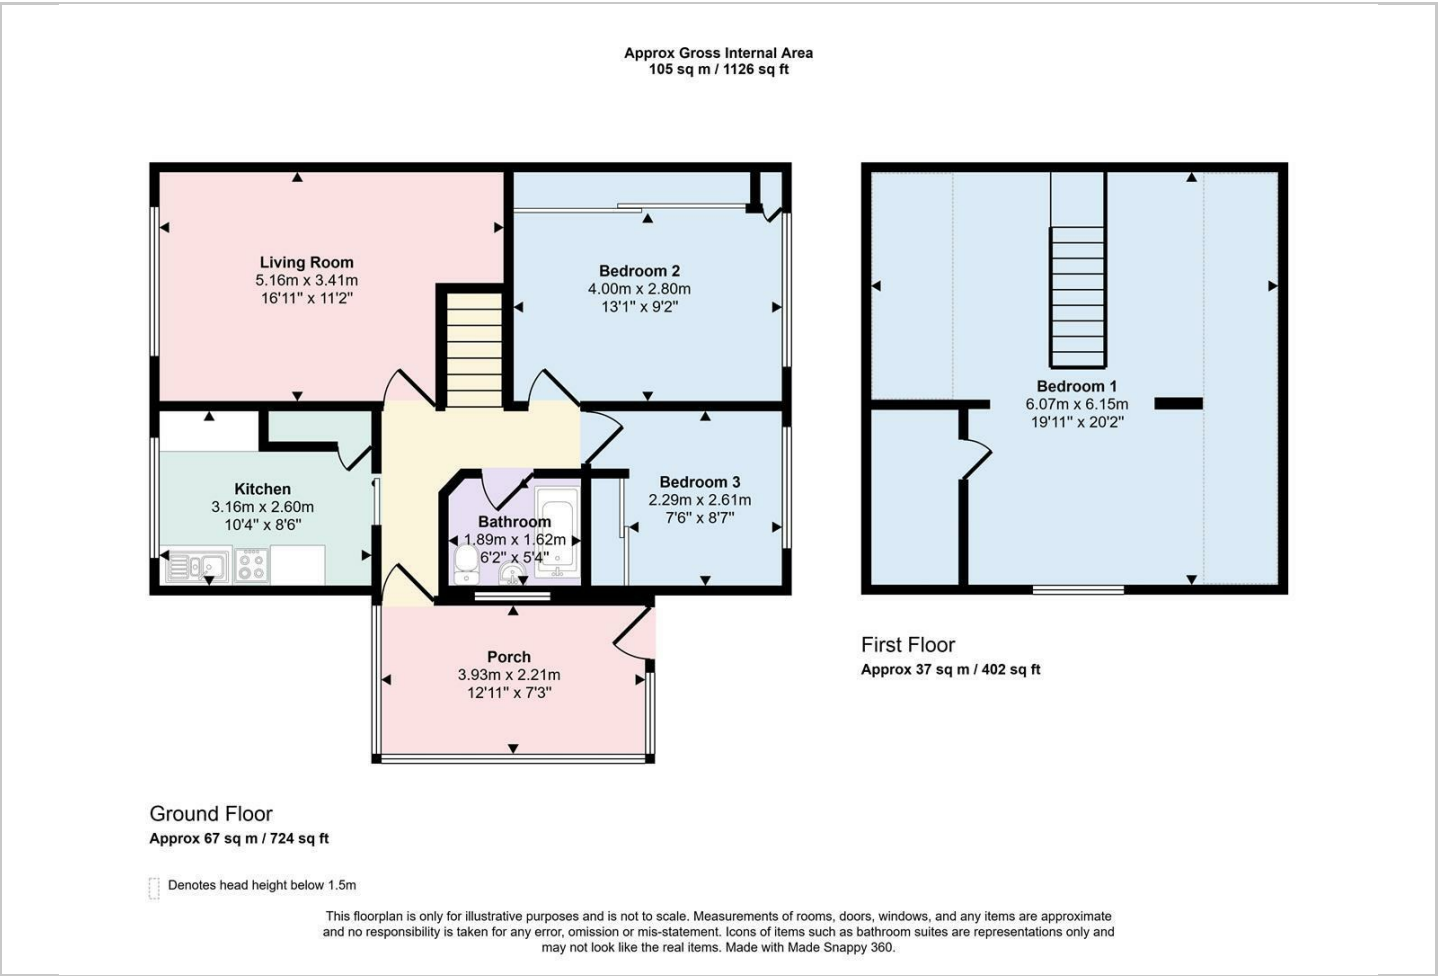 Approx Gross Internal Area
105 sq m / 1126 sq ft
Living Room
5.16m x 3.41m
16'11" x 11'2"
Bedroom 2
4.00m x 2.80m
13'1" x 9'2"
Kitchen
3.16m x 2.60m
10'4" x 8'6"
Bathroom
1.89m x 1.62m
6'2" x 5'4"
Bedroom 3
2.29m x 2.61m
7'6" x 8'7"
Porch
3.93m x 2.21m
12'11" x 7'3"
Bedroom 1
6.07m x 6.15m
19'11" x 20'2"
First Floor
Approx 37 sq m / 402 sq ft
Ground Floor
Approx 67 sq m / 724 sq ft
Denotes head height below 1.5m
This floorplan is only for illustrative purposes and is not to scale. Measurements of rooms, doors, windows, and any items are approximate
and no responsibility is taken for any error, omission or mis-statement. Icons of items such as bathroom suites are representations only and
may not look like the real items. Made with Made Snappy 360.